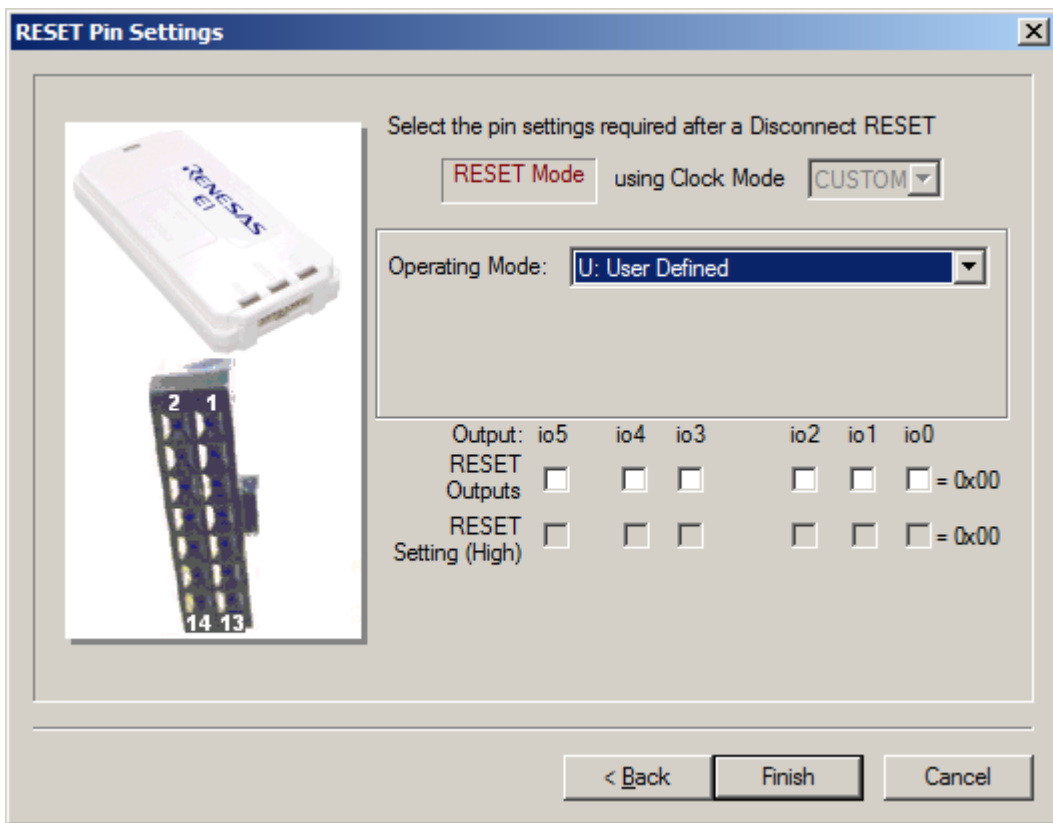 RESET Pin Settings
RENESAS
E1
2 1
14 13
Select the pin settings required after a Disconnect RESET
RESET Mode using Clock Mode CUSTOM
Operating Mode: U: User Defined
Output: io5 io4 io3 io2 io1 io0
RESET Outputs = 0x00
RESET Setting (High) = 0x00
< Back Finish Cancel